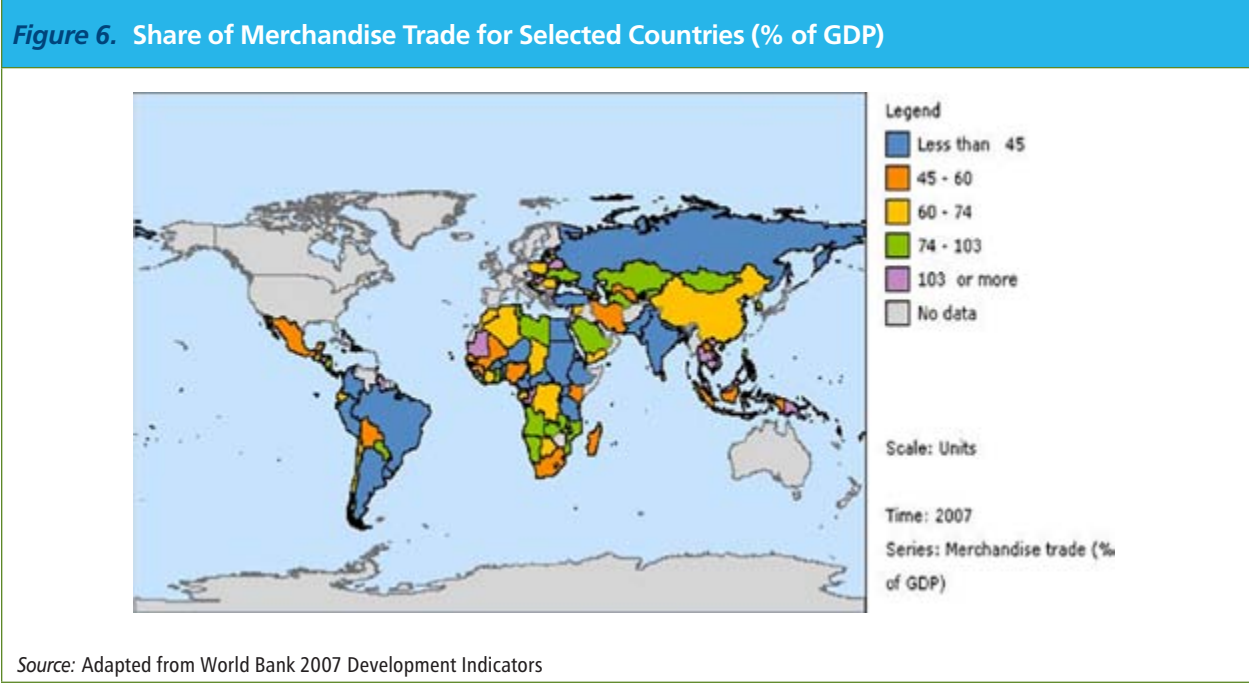 Figure 6. Share of Merchandise Trade for Selected Countries (% of GDP)
Legend
Less than 45
45 - 60
60 - 74
74 - 103
103 or more
No data
Scale: Units
Time: 2007
Series: Merchandise trade (%
of GDP)
Source: Adapted from World Bank 2007 Development Indicators